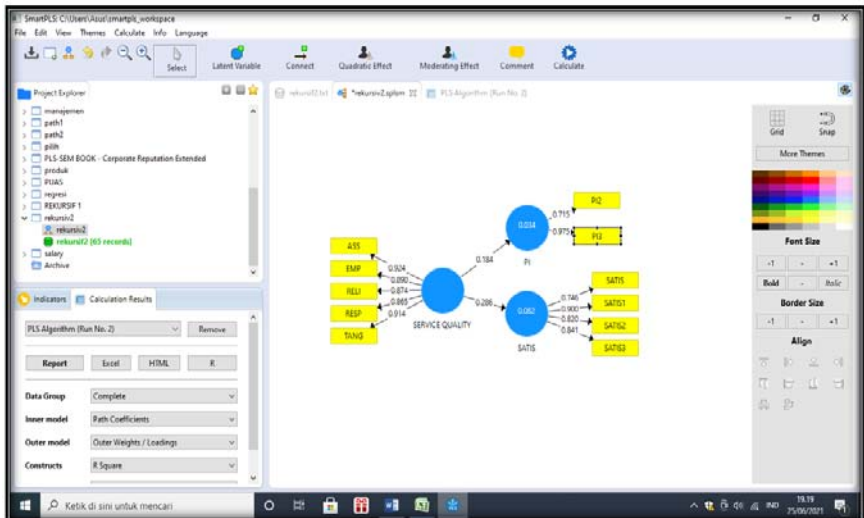 SmartPLS: C:\Users\Asus\smartpls_workspace
File Edit View Themes Calculate Info Language
Select
Latent Variable
Connect
Quadratic Effect
Moderating Effect
Comment
Calculate
Project Explorer
rekursif2.txt
*rekursiv2.splsm
PLS-Algorithm (Run No. 2)
manajemen
path1
path2
pilih
PLS-SEM BOOK - Corporate Reputation Extended
produk
PUAS
regresi
REKURSIF 1
rekursiv2
rekursiv2
rekursif2 [65 records]
salary
Archive
Indicators
Calculation Results
PLS Algorithm (Run No. 2)
Remove
Report
Excel
HTML
R
Data Group
Complete
Inner model
Path Coefficients
Outer model
Outer Weights / Loadings
Constructs
R Square
ASS
EMP
RELI
RESP
TANG
0.924
0.890
0.874
0.865
0.914
SERVICE QUALITY
0.184
0.286
0.034
PI
0.715
0.975
PI2
PI3
0.082
SATIS
0.746
0.900
0.820
0.841
SATIS
SATIS1
SATIS2
SATIS3
Grid
Snap
More Themes
Font Size
-1
-
+1
Bold
-
Italic
Border Size
-1
-
+1
Align
Ketik di sini untuk mencari
IND
19.19
25/06/2021